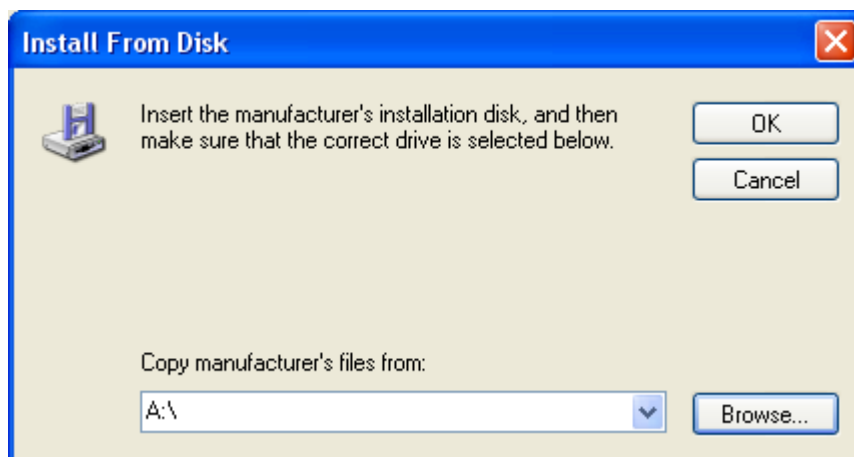 Install From Disk
Insert the manufacturer's installation disk, and then
make sure that the correct drive is selected below.
OK
Cancel
Copy manufacturer's files from:
A:\
Browse...